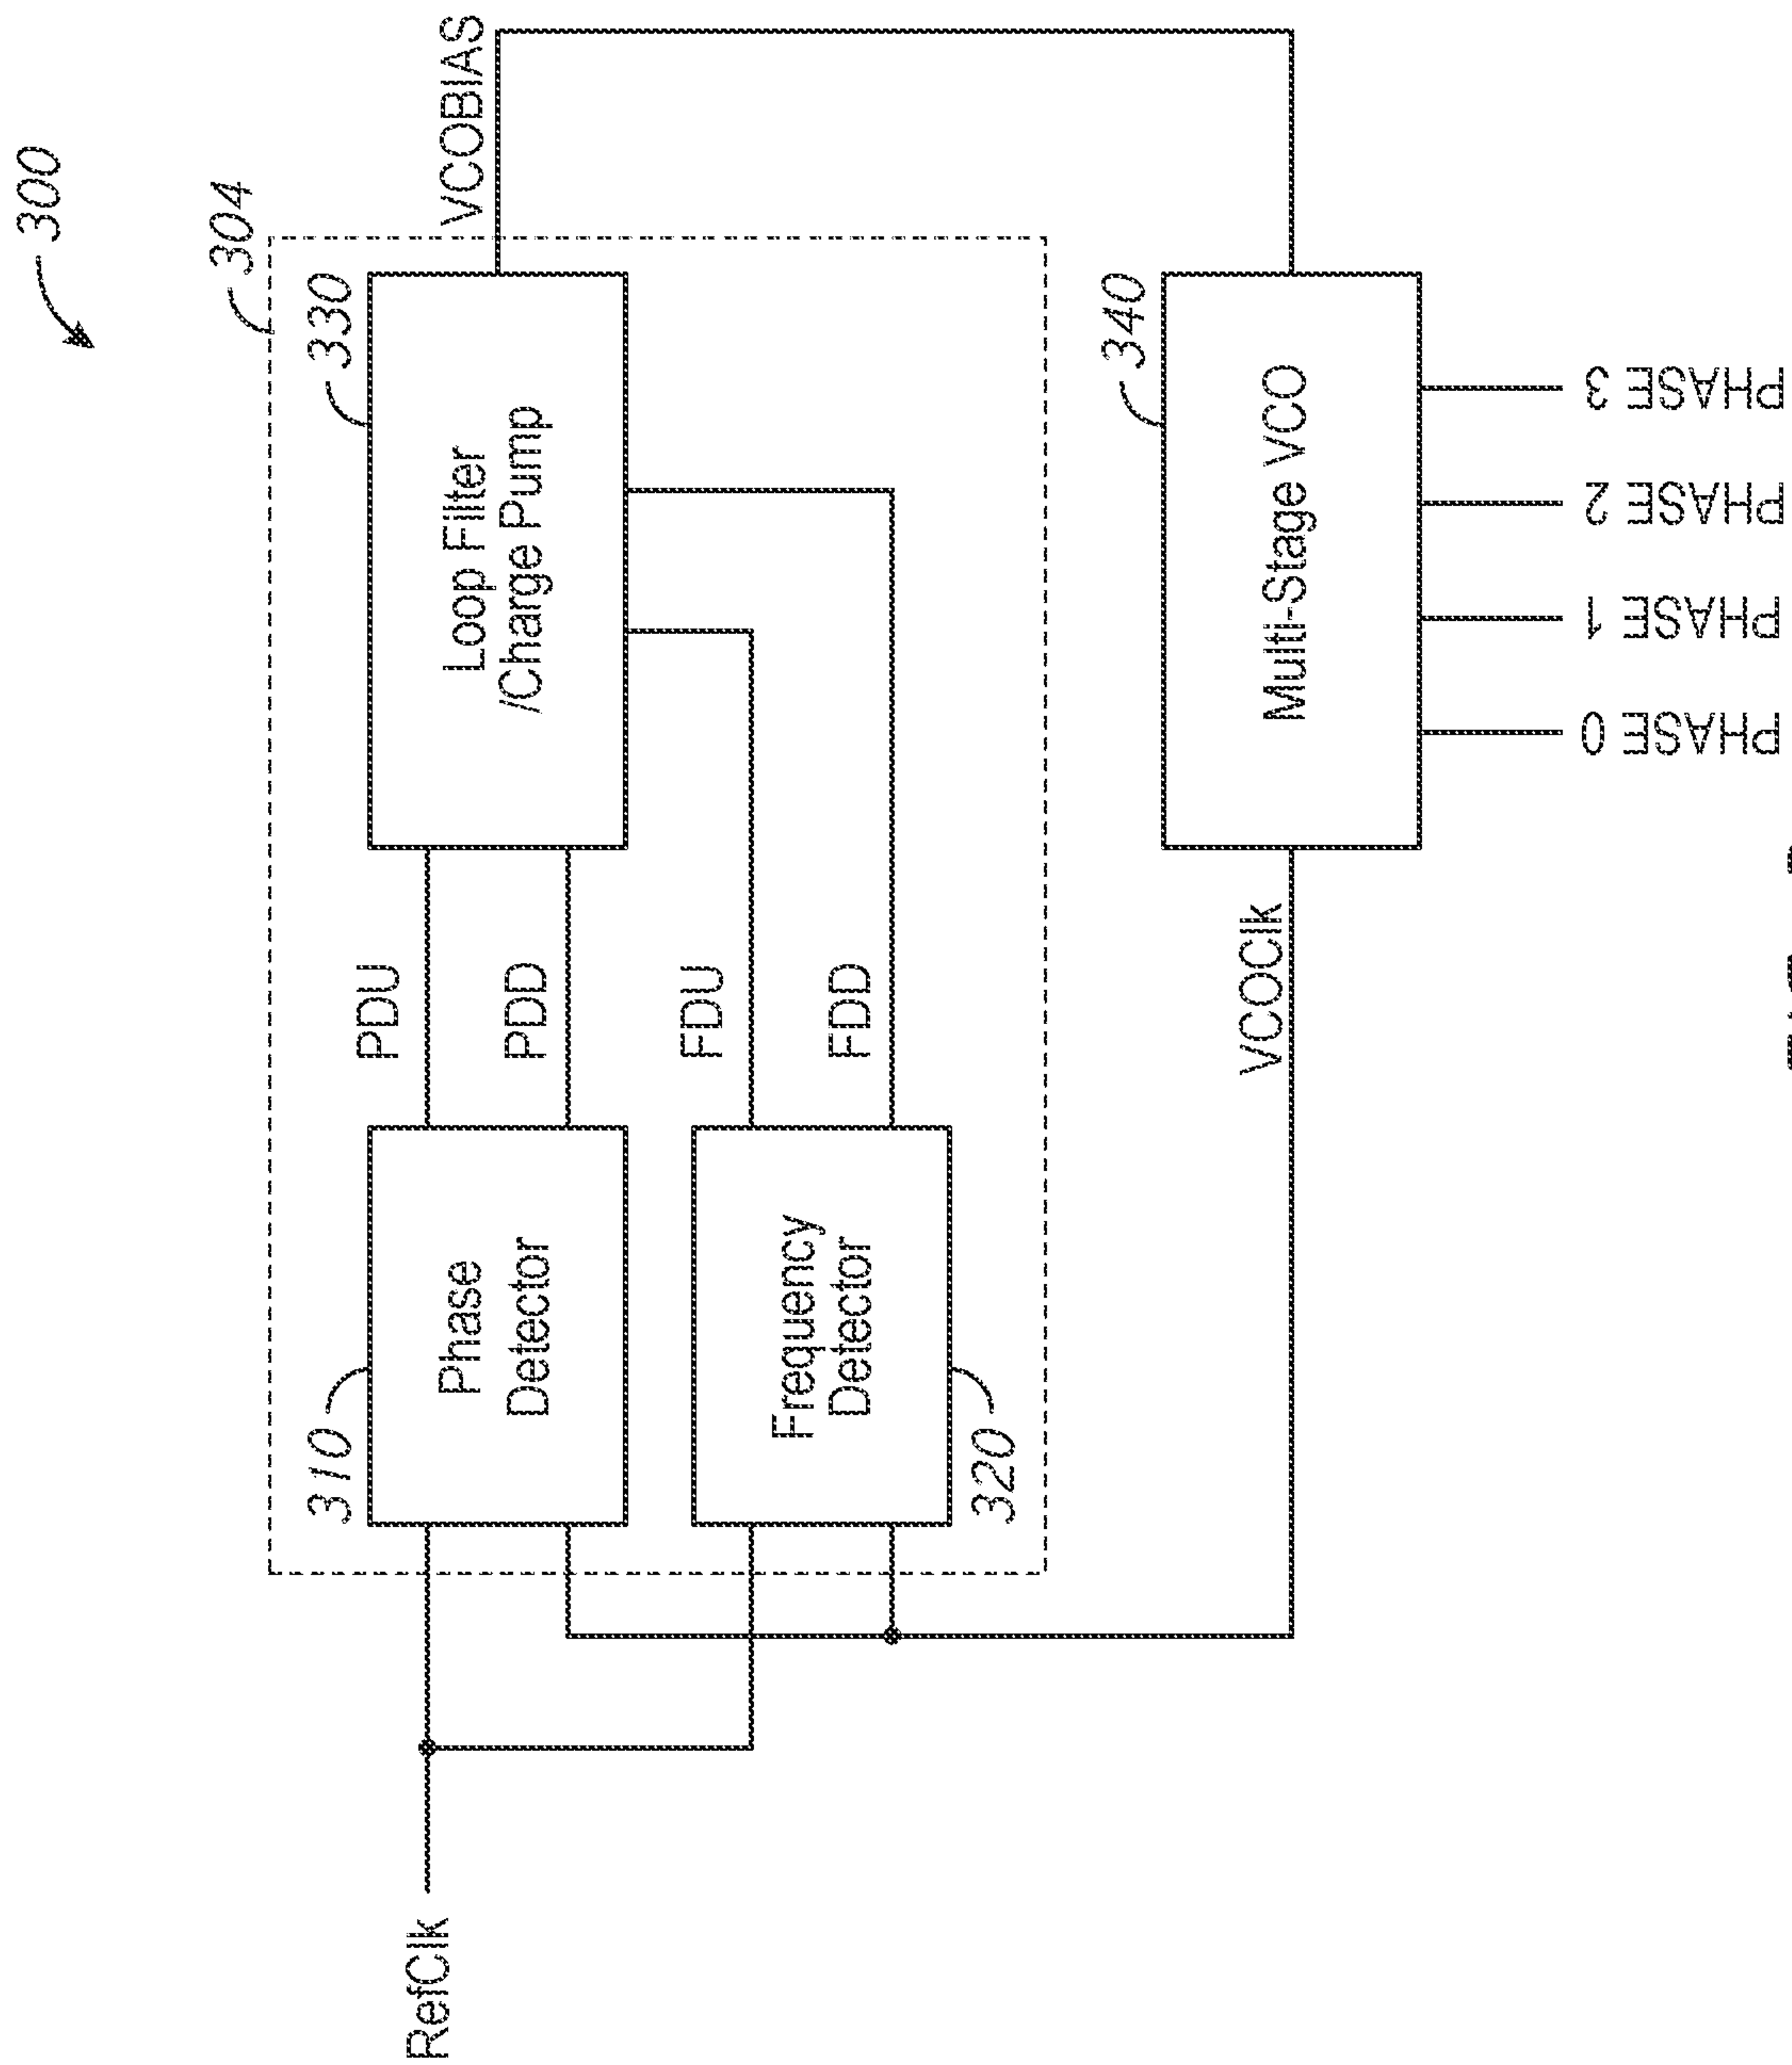 300
304
330
Loop Filter
/Charge Pump
VCOBIAS
PDU
PDD
FDU
FDD
310
Phase
Detector
Frequency
Detector
320
RefClk
340
Multi-Stage VCO
VCOClk
PHASE 0
PHASE 1
PHASE 2
PHASE 3